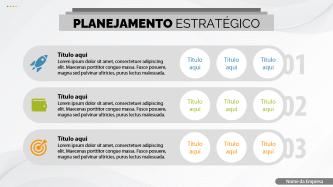 PLANEJAMENTO ESTRATÉGICO
Título aqui
Lorem ipsum dolor sit amet, consectetuer adipiscing
elit. Maecenas porttitor congue massa. Fusce posuere,
magna sed pulvinar ultricies, purus lectus malesuada.
Título
aqui
Título
aqui
Título
aqui
01
Título aqui
Lorem ipsum dolor sit amet, consectetuer adipiscing
elit. Maecenas porttitor congue massa. Fusce posuere,
magna sed pulvinar ultricies, purus lectus malesuada.
Título
aqui
Título
aqui
Título
aqui
02
Título aqui
Lorem ipsum dolor sit amet, consectetuer adipiscing
elit. Maecenas porttitor congue massa. Fusce posuere,
magna sed pulvinar ultricies, purus lectus malesuada.
Título
aqui
Título
aqui
Título
aqui
03
Nome da Empresa